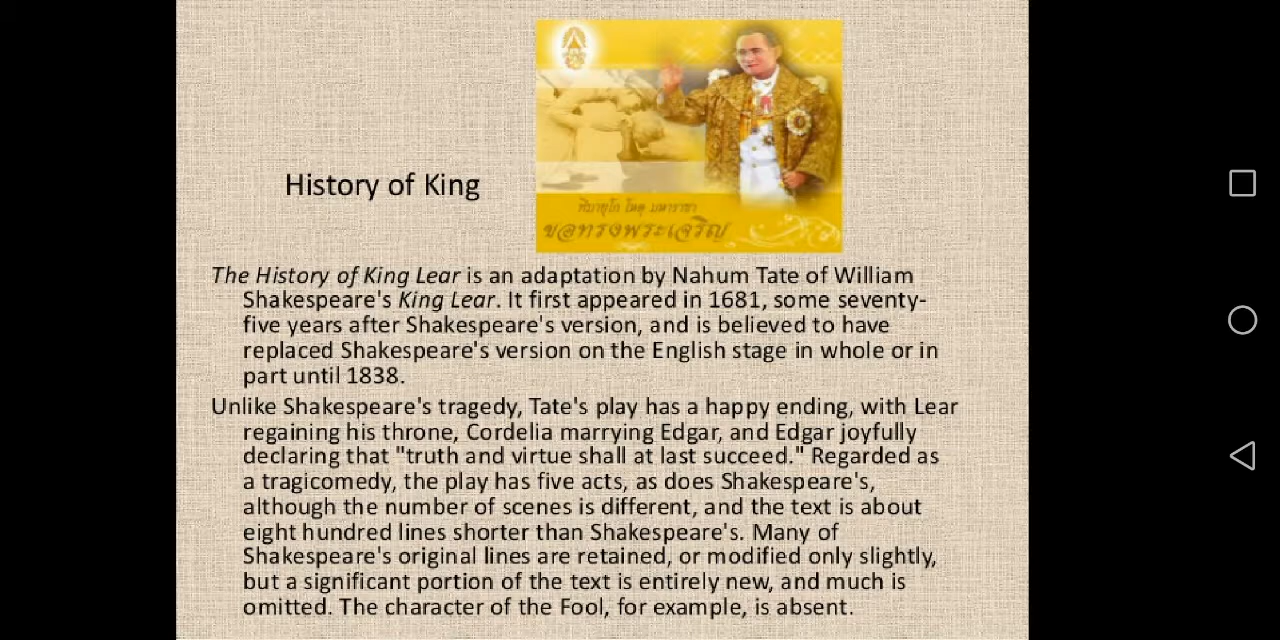 ทีฆายุโก โหตุ มหาราชา
ขอทรงพระเจริญ
History of King
The History of King Lear is an adaptation by Nahum Tate of William
Shakespeare's King Lear. It first appeared in 1681, some seventy-
five years after Shakespeare's version, and is believed to have
replaced Shakespeare's version on the English stage in whole or in
part until 1838.
Unlike Shakespeare's tragedy, Tate's play has a happy ending, with Lear
regaining his throne, Cordelia marrying Edgar, and Edgar joyfully
declaring that "truth and virtue shall at last succeed." Regarded as
a tragicomedy, the play has five acts, as does Shakespeare's,
although the number of scenes is different, and the text is about
eight hundred lines shorter than Shakespeare's. Many of
Shakespeare's original lines are retained, or modified only slightly,
but a significant portion of the text is entirely new, and much is
omitted. The character of the Fool, for example, is absent.